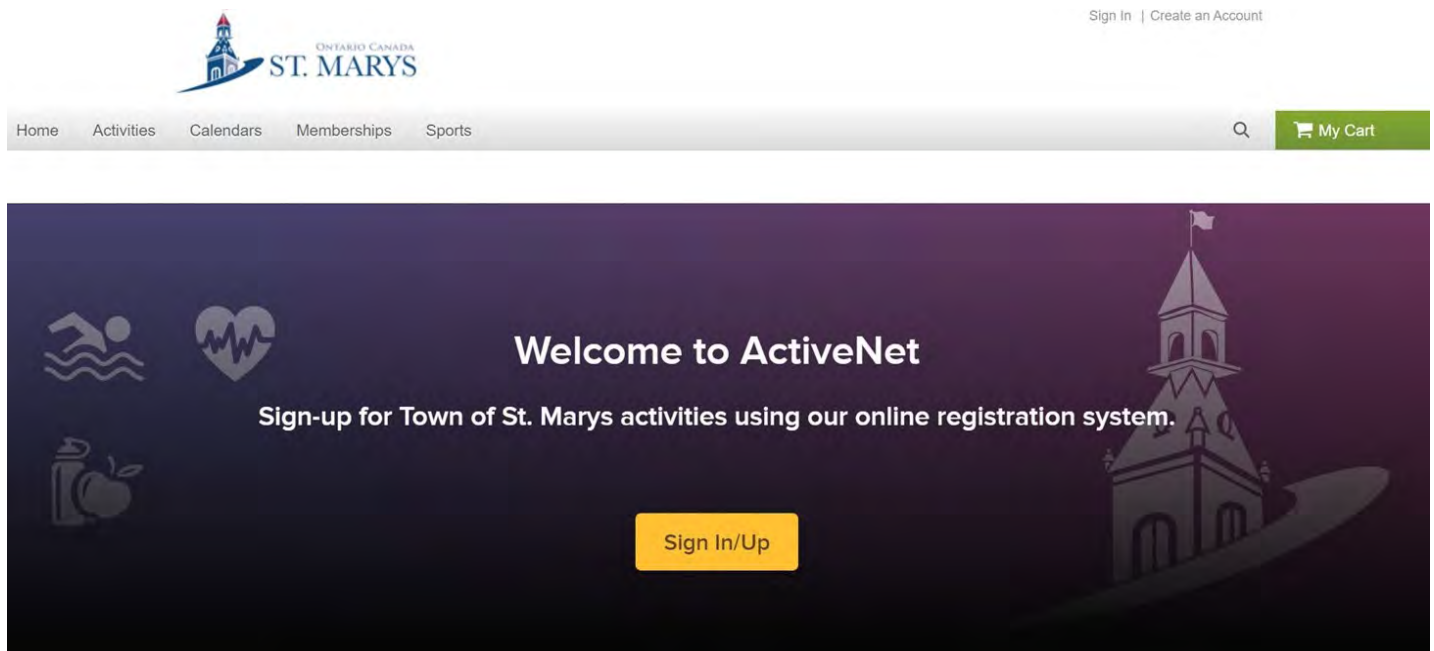 Sign In | Create an Account
ONTARIO CANADA
ST. MARYS
Home Activities Calendars Memberships Sports My Cart
Welcome to ActiveNet
Sign-up for Town of St. Marys activities using our online registration system.
Sign In/Up